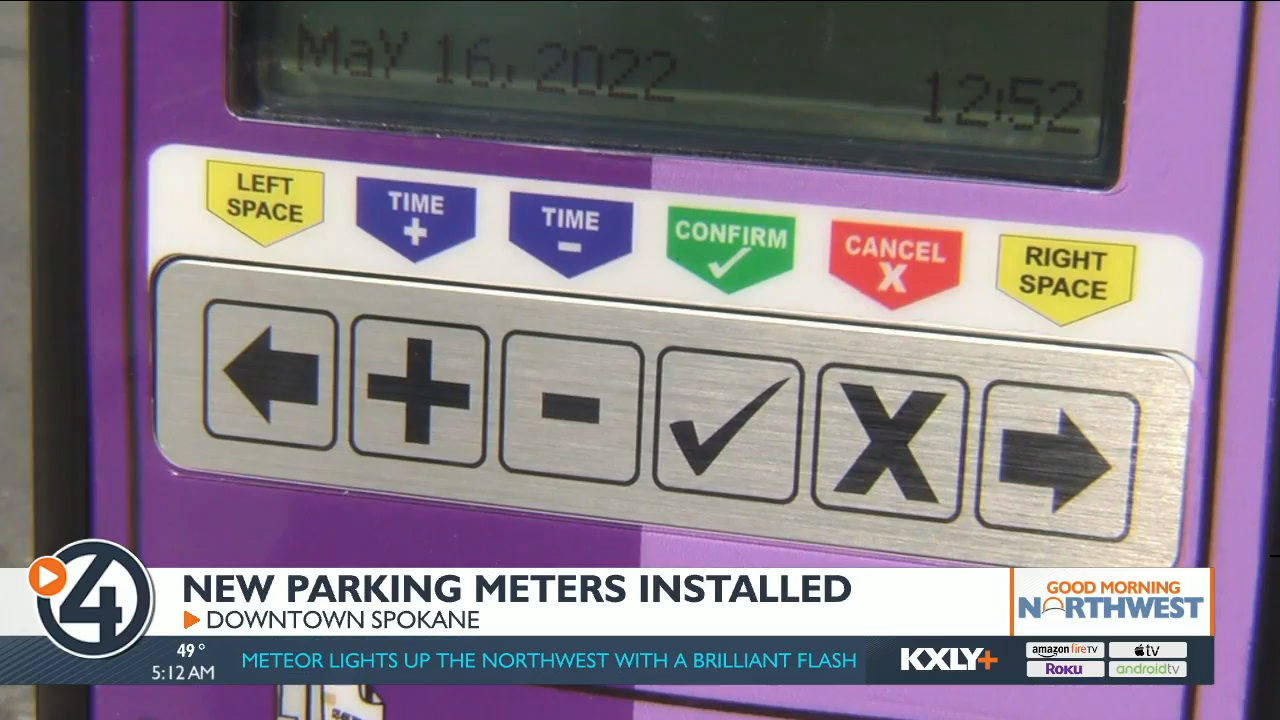 MaY 16, 2022 12:52
LEFT SPACE
TIME +
TIME -
CONFIRM ✓
CANCEL X
RIGHT SPACE
+
-
✓
X
4
NEW PARKING METERS INSTALLED
DOWNTOWN SPOKANE
GOOD MORNING
NORTHWEST
49°
5:12 AM
METEOR LIGHTS UP THE NORTHWEST WITH A BRILLIANT FLASH
KXLY+
amazon fireTV
tv
ROKU
androidtv